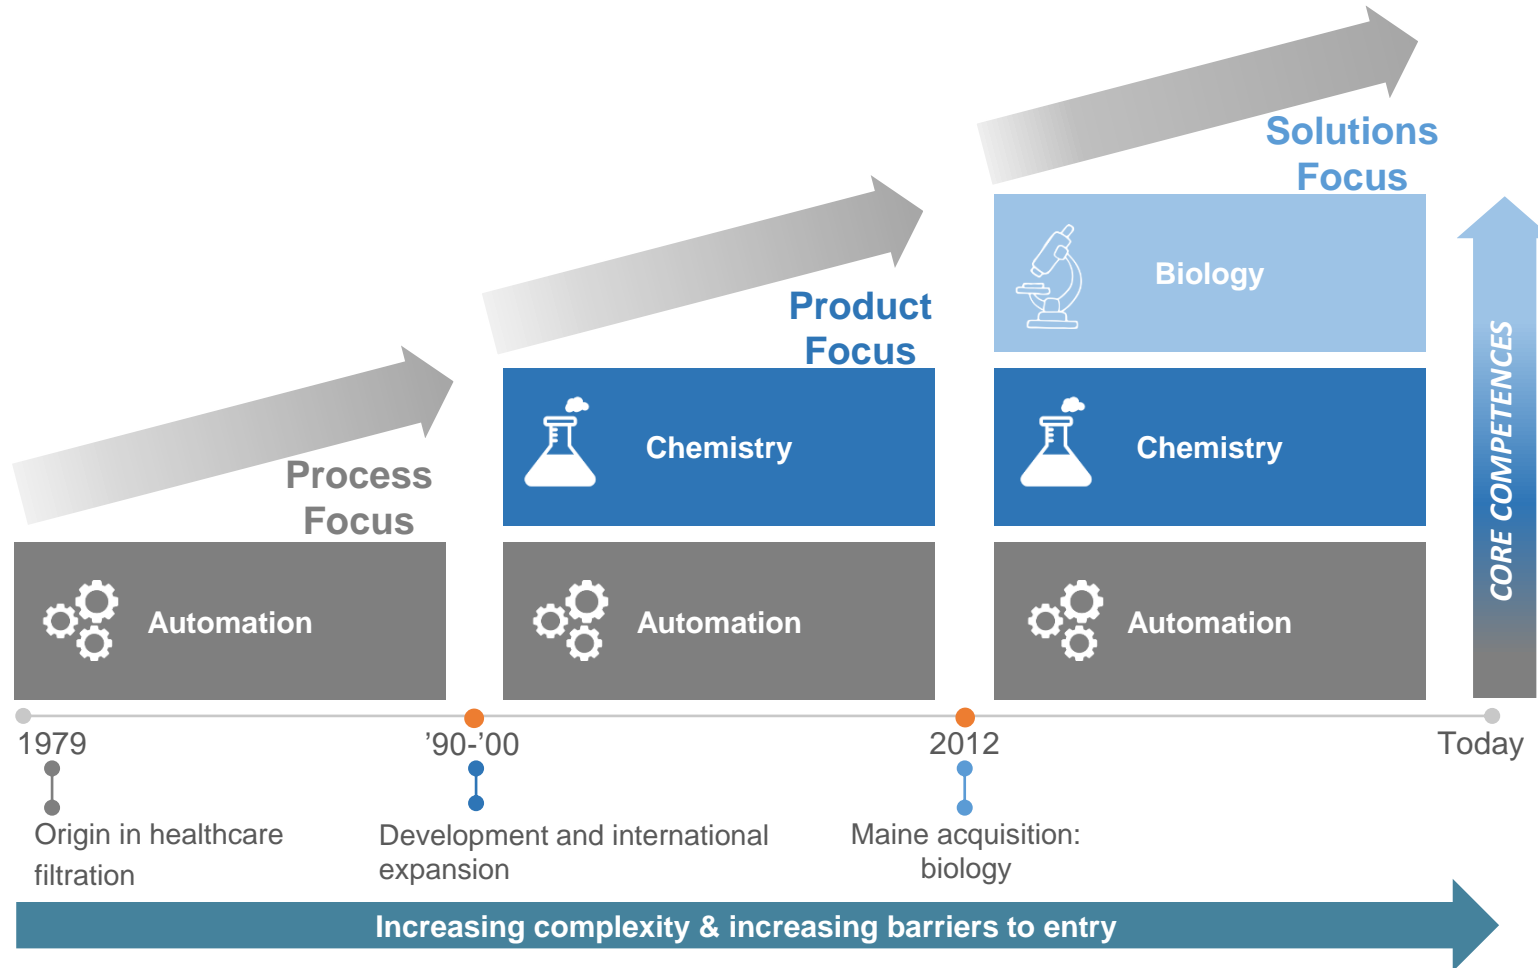 Solutions
Focus
Biology
Product
Focus
Chemistry
Chemistry
Process
Focus
Automation
Automation
Automation
CORE COMPETENCES
1979
’90-’00
2012
Today
Origin in healthcare
filtration
Development and international
expansion
Maine acquisition:
biology
Increasing complexity & increasing barriers to entry